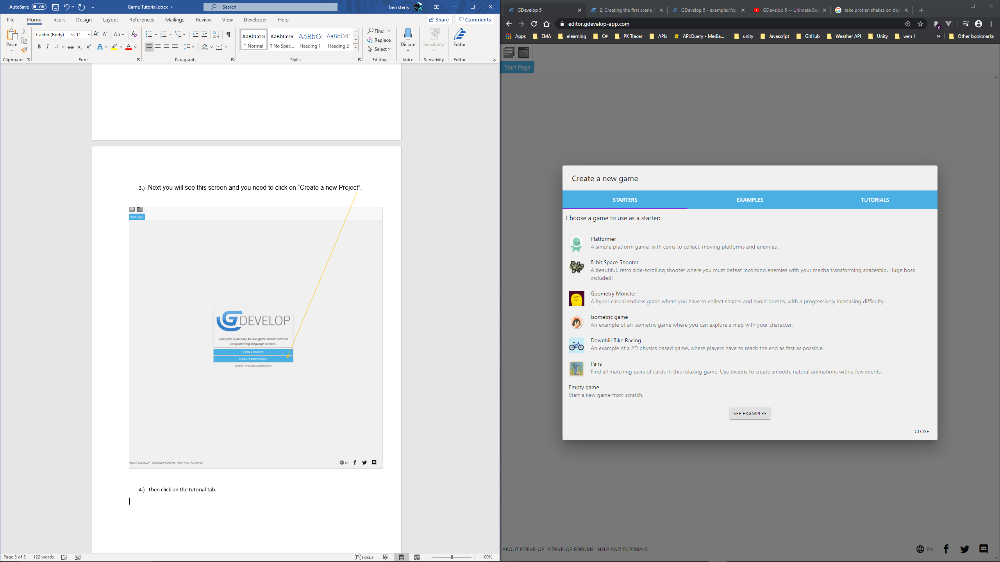 AutoSave Off Game Tutorial.docx Search ben sterry
File Home Insert Design Layout References Mailings Review View Developer Help Share Comments
Paste
Calibri (Body) 11
Aa
B I U ab x₂ x² A A
AaBbCcDc AaBbCcDc AaBbCc AaBbCcD
¶ Normal ¶ No Spac... Heading 1 Heading 2
Find
Replace
Select
Dictate
Sensitivity
Editor
Clipboard Font Paragraph Styles Editing Voice Sensitivity Editor
3.) Next you will see this screen and you need to click on “Create a new Project”.
Start Page
GDEVELOP
GDevelop is an easy-to-use game creator with no
programming language to learn.
OPEN A PROJECT
CREATE A NEW PROJECT
SEARCH THE DOCUMENTATION
ABOUT GDEVELOP GDEVELOP FORUMS HELP AND TUTORIALS EN
4.) Then click on the tutorial tab.
Page 3 of 3 122 words Focus 100%
GDevelop 5 2. Creating the first scene [ GDevelop 5 - example://sp GDevelop 5 -- Ultimate Beg take protien shakes on day
editor.gdevelop-app.com 2
Apps EMA elearning C# PK Tracer APIs API:Query - Media... unity Javascript GitHub Weather API Unity wen 1 » Other bookmarks
Start Page
Create a new game
STARTERS EXAMPLES TUTORIALS
Choose a game to use as a starter:
Platformer
A simple platform game, with coins to collect, moving platforms and enemies.
8-bit Space Shooter
A beautiful, retro side-scrolling shooter where you must defeat incoming enemies with your mecha transforming spaceship. Huge boss
included!
Geometry Monster
A hyper casual endless game where you have to collect shapes and avoid bombs, with a progressively increasing difficulty.
Isometric game
An example of an isometric game where you can explore a map with your character.
Downhill Bike Racing
An example of a 2D physics based game, where players have to reach the end as fast as possible.
Pairs
Find all matching pairs of cards in this relaxing game. Use tweens to create smooth, natural animations with a few events.
Empty game
Start a new game from scratch.
SEE EXAMPLES
CLOSE
ABOUT GDEVELOP GDEVELOP FORUMS HELP AND TUTORIALS EN